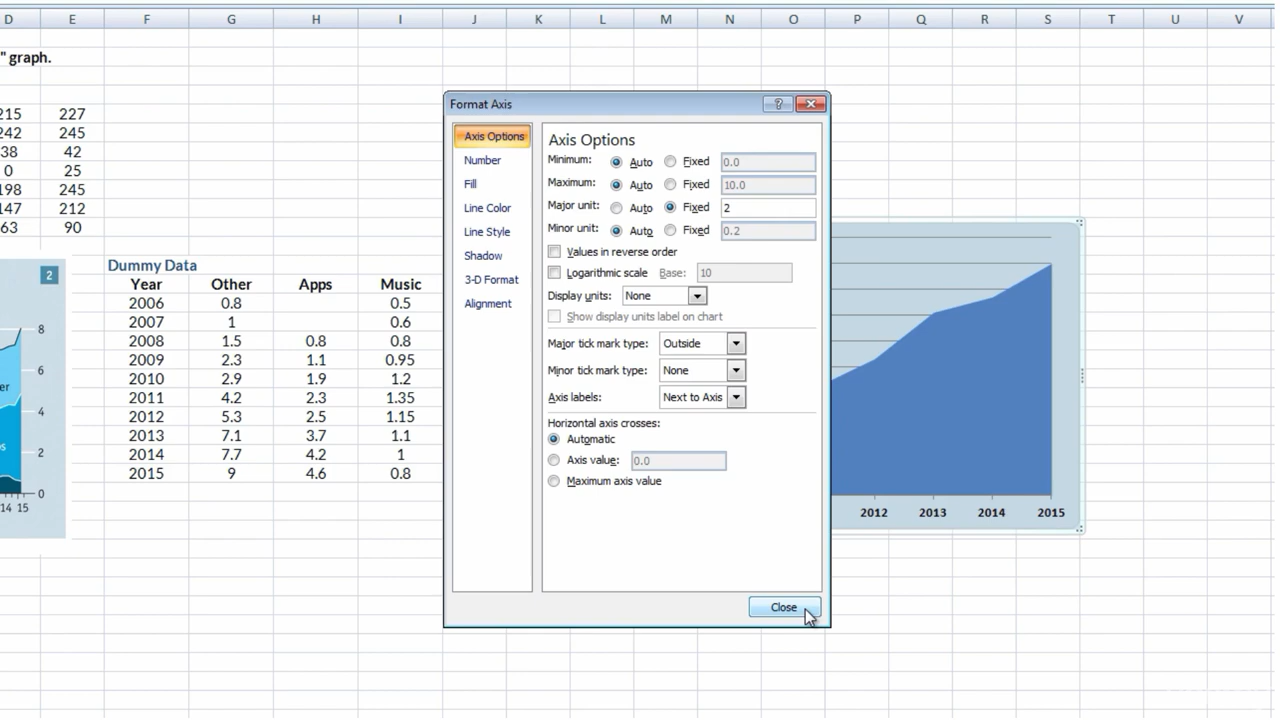 D E F G H I J K L M N O P Q R S T U V
" graph.
215 227
242 245
38 42
0 25
198 245
147 212
63 90
2
8
6
4
2
0
er
os
14 15
Dummy Data
Year Other Apps Music
2006 0.8 0.5
2007 1 0.6
2008 1.5 0.8 0.8
2009 2.3 1.1 0.95
2010 2.9 1.9 1.2
2011 4.2 2.3 1.35
2012 5.3 2.5 1.15
2013 7.1 3.7 1.1
2014 7.7 4.2 1
2015 9 4.6 0.8
Format Axis
?
Axis Options
Number
Fill
Line Color
Line Style
Shadow
3-D Format
Alignment
Axis Options
Minimum: Auto Fixed 0.0
Maximum: Auto Fixed 10.0
Major unit: Auto Fixed 2
Minor unit: Auto Fixed 0.2
Values in reverse order
Logarithmic scale Base: 10
Display units: None
Show display units label on chart
Major tick mark type: Outside
Minor tick mark type: None
Axis labels: Next to Axis
Horizontal axis crosses:
Automatic
Axis value: 0.0
Maximum axis value
Close
2012 2013 2014 2015